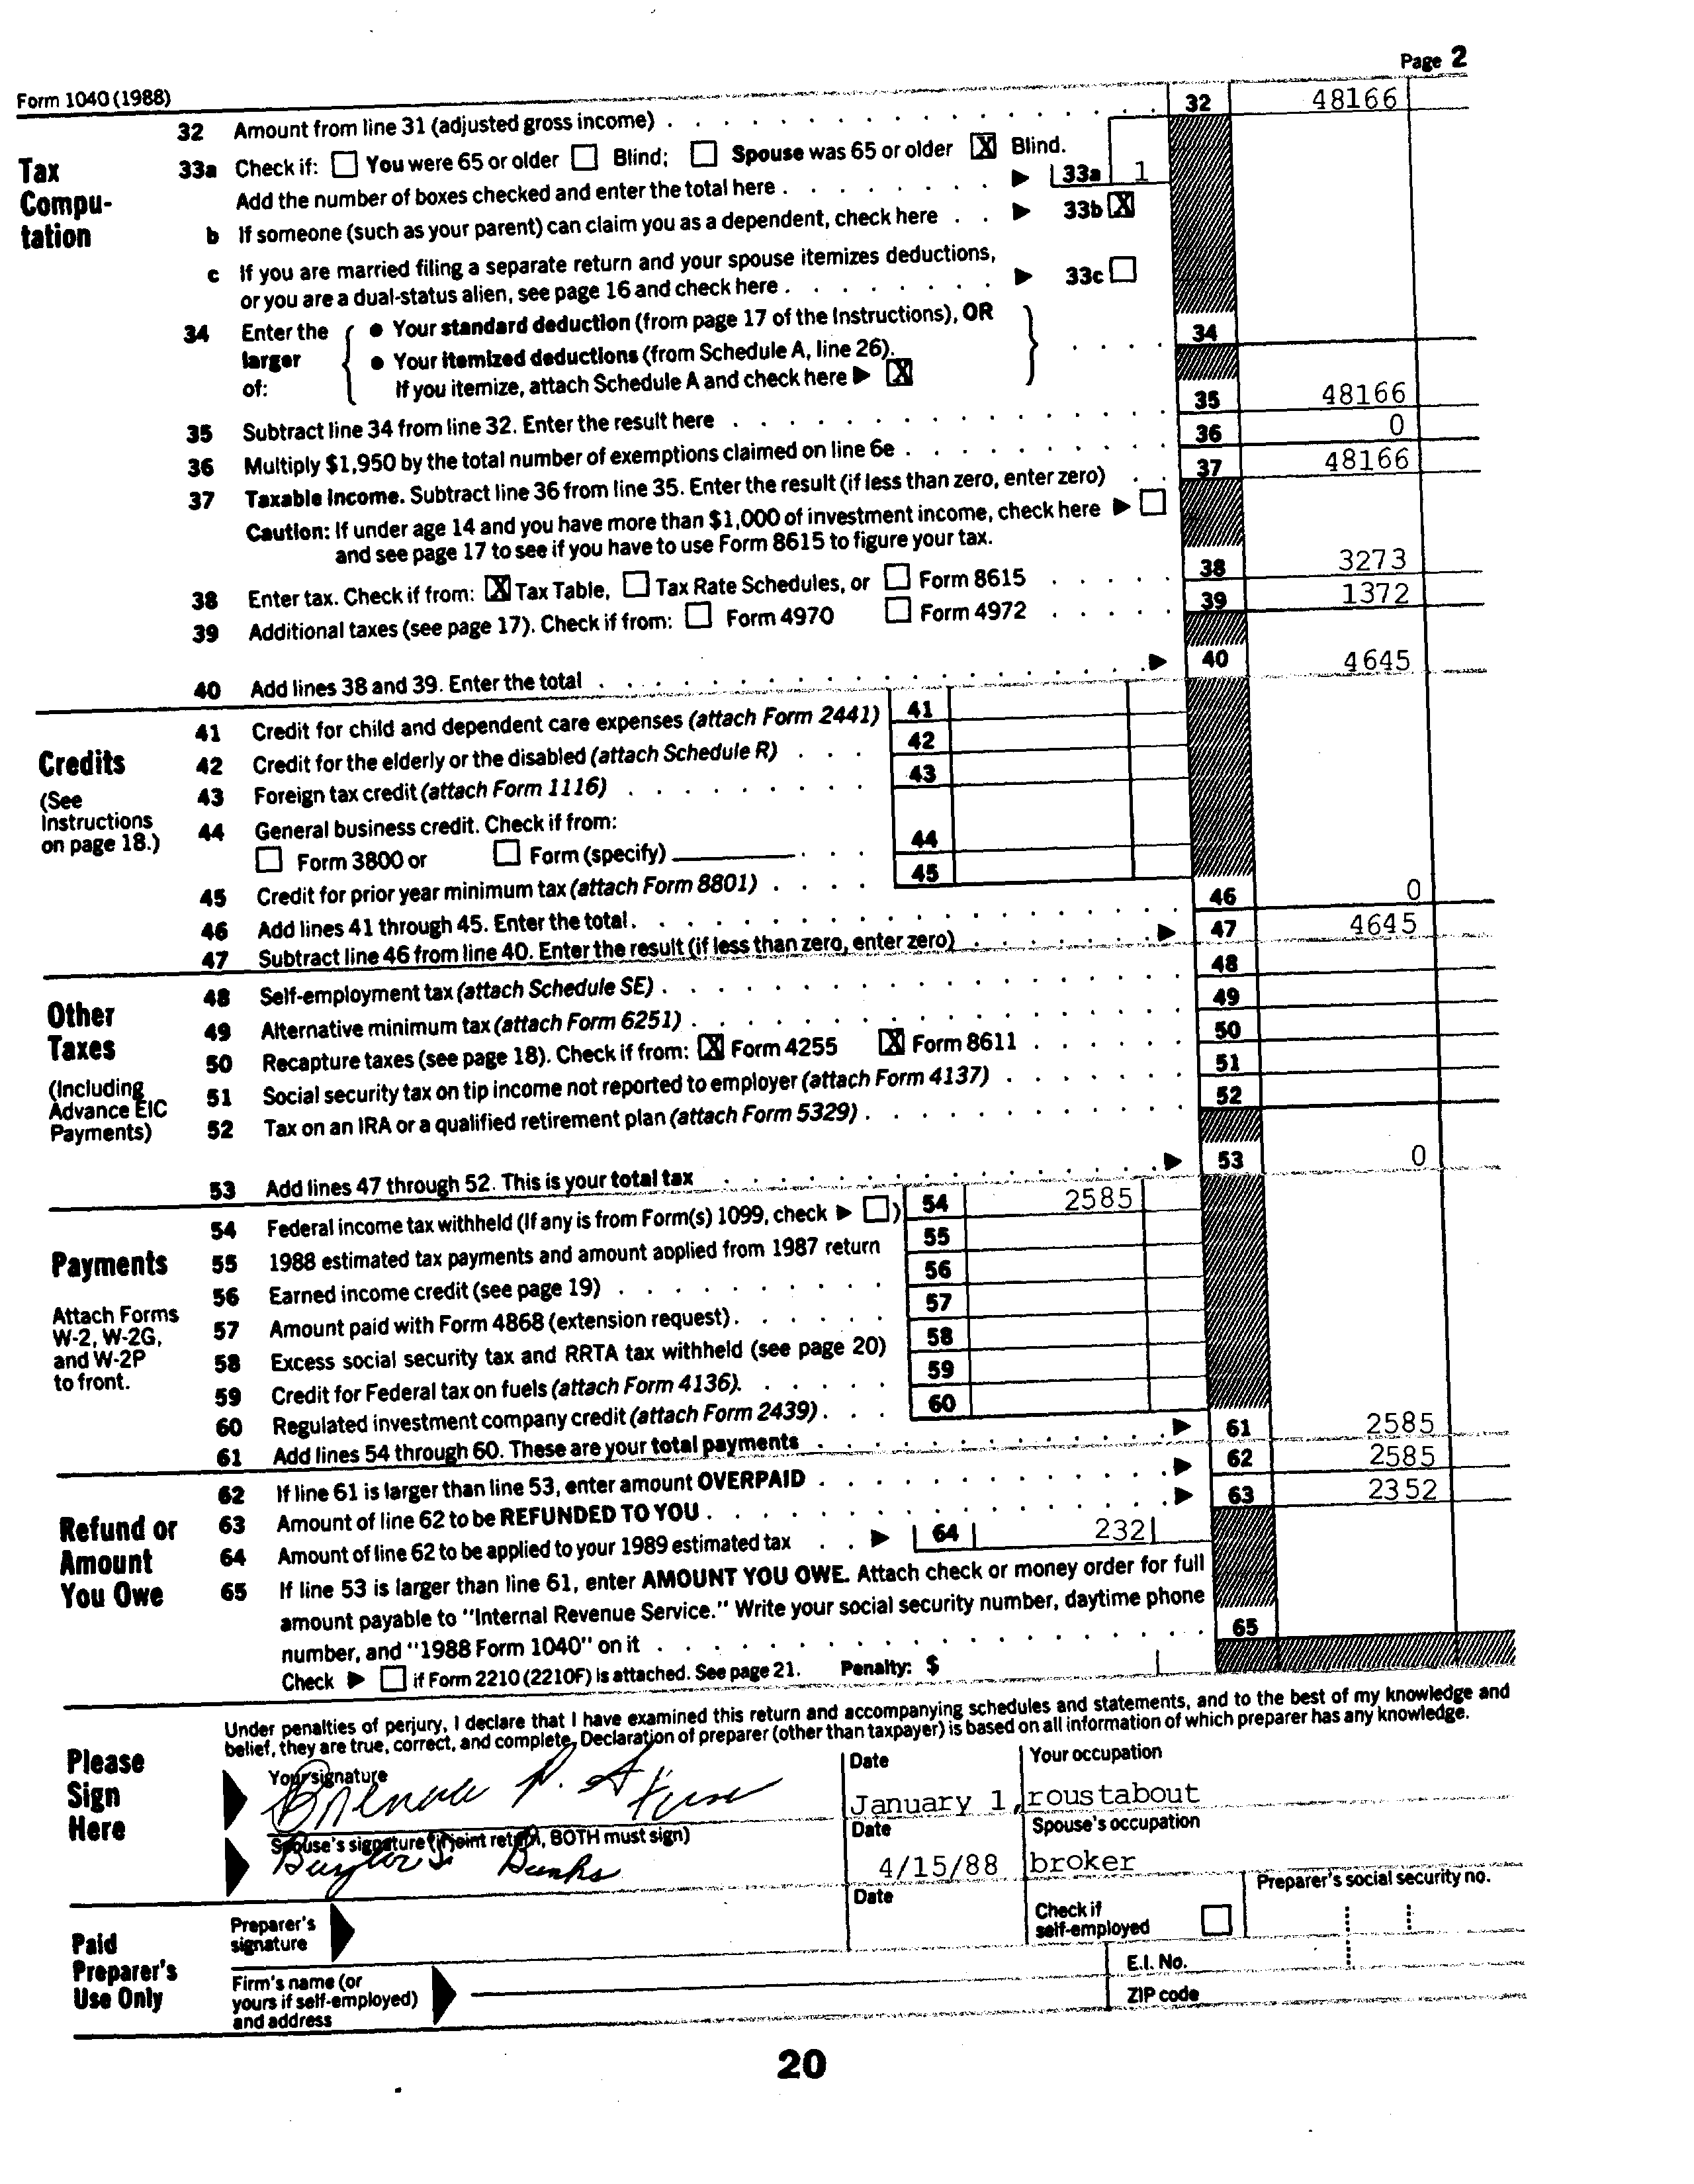 Page 2
Form 1040 (1988)
32 Amount from line 31 (adjusted gross income) . . . . . . . . . . 32 48166
Tax Compu-tation
33a Check if: You were 65 or older Blind; Spouse was 65 or older X Blind.
Add the number of boxes checked and enter the total here . . . . . . . . ► 33a 1
b If someone (such as your parent) can claim you as a dependent, check here . . ► 33b X
c If you are married filing a separate return and your spouse itemizes deductions,
or you are a dual-status alien, see page 16 and check here . . . . . . . . ► 33c
34 Enter the larger of:
● Your standard deduction (from page 17 of the Instructions), OR
● Your itemized deductions (from Schedule A, line 26).
If you itemize, attach Schedule A and check here ► X
. . . . 34
35 Subtract line 34 from line 32. Enter the result here . . . . . . . . 35 48166
36 Multiply $1,950 by the total number of exemptions claimed on line 6e . . . . . . . . 36 0
37 Taxable income. Subtract line 36 from line 35. Enter the result (if less than zero, enter zero) . . 37 48166
Caution: If under age 14 and you have more than $1,000 of investment income, check here ►
and see page 17 to see if you have to use Form 8615 to figure your tax.
38 Enter tax. Check if from: X Tax Table, Tax Rate Schedules, or Form 8615 . . . . . 38 3273
39 Additional taxes (see page 17). Check if from: Form 4970 Form 4972 . . . . . 39 1372
40 Add lines 38 and 39. Enter the total . . . . . . . . ► 40 4645
Credits
(See Instructions on page 18.)
41 Credit for child and dependent care expenses (attach Form 2441) 41
42 Credit for the elderly or the disabled (attach Schedule R) . . . 42
43 Foreign tax credit (attach Form 1116) . . . . . . . . . 43
44 General business credit. Check if from:
Form 3800 or Form (specify) . . . 44
45 Credit for prior year minimum tax (attach Form 8801) . . . . 45
46 Add lines 41 through 45. Enter the total . . . . . . . . 46 0
47 Subtract line 46 from line 40. Enter the result (if less than zero, enter zero) . . . . . ► 47 4645
Other Taxes
(Including Advance EIC Payments)
48 Self-employment tax (attach Schedule SE) . . . . . . . . 48
49 Alternative minimum tax (attach Form 6251) . . . . . . . . 49
50 Recapture taxes (see page 18). Check if from: X Form 4255 X Form 8611 . . . . . . 50
51 Social security tax on tip income not reported to employer (attach Form 4137) . . . . . . . 51
52 Tax on an IRA or a qualified retirement plan (attach Form 5329) . . . . . . . . 52
53 Add lines 47 through 52. This is your total tax . . . . . . . . ► 53 0
Payments
Attach Forms W-2, W-2G, and W-2P to front.
54 Federal income tax withheld (If any is from Form(s) 1099, check ► ) 54 2585
55 1988 estimated tax payments and amount applied from 1987 return 55
56 Earned income credit (see page 19) . . . . . . . . . 56
57 Amount paid with Form 4868 (extension request) . . . . . . 57
58 Excess social security tax and RRTA tax withheld (see page 20) 58
59 Credit for Federal tax on fuels (attach Form 4136). . . . . . 59
60 Regulated investment company credit (attach Form 2439) . . . 60
61 Add lines 54 through 60. These are your total payments . . . . . . . . ► 61 2585
Refund or Amount You Owe
62 If line 61 is larger than line 53, enter amount OVERPAID . . . . . . . . ► 62 2585
63 Amount of line 62 to be REFUNDED TO YOU . . . . . . . . ► 63 2352
64 Amount of line 62 to be applied to your 1989 estimated tax . . ► 64 232
65 If line 53 is larger than line 61, enter AMOUNT YOU OWE. Attach check or money order for full
amount payable to "Internal Revenue Service." Write your social security number, daytime phone
number, and "1988 Form 1040" on it . . . . . . . . 65
Check ► if Form 2210 (2210F) is attached. See page 21. Penalty: $
Please Sign Here
Under penalties of perjury, I declare that I have examined this return and accompanying schedules and statements, and to the best of my knowledge and
belief, they are true, correct, and complete. Declaration of preparer (other than taxpayer) is based on all information of which preparer has any knowledge.
Your signature Date Your occupation
January 1, roustabout
Spouse's signature (if joint return, BOTH must sign) Date Spouse's occupation
Banks 4/15/88 broker
Paid Preparer's Use Only
Preparer's signature Date Check if self-employed Preparer's social security no.
Firm's name (or yours if self-employed) and address E.I. No.
ZIP code
20